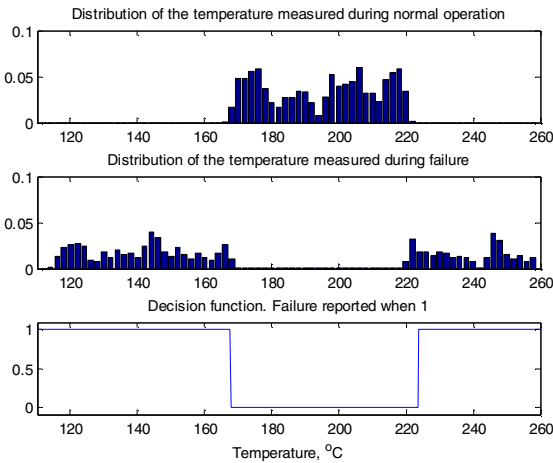 Distribution of the temperature measured during normal operation
0.1
0.05
0
120 140 160 180 200 220 240 260
Distribution of the temperature measured during failure
0.1
0.05
0
120 140 160 180 200 220 240 260
Decision function. Failure reported when 1
1
0.5
0
120 140 160 180 200 220 240 260
Temperature, °C